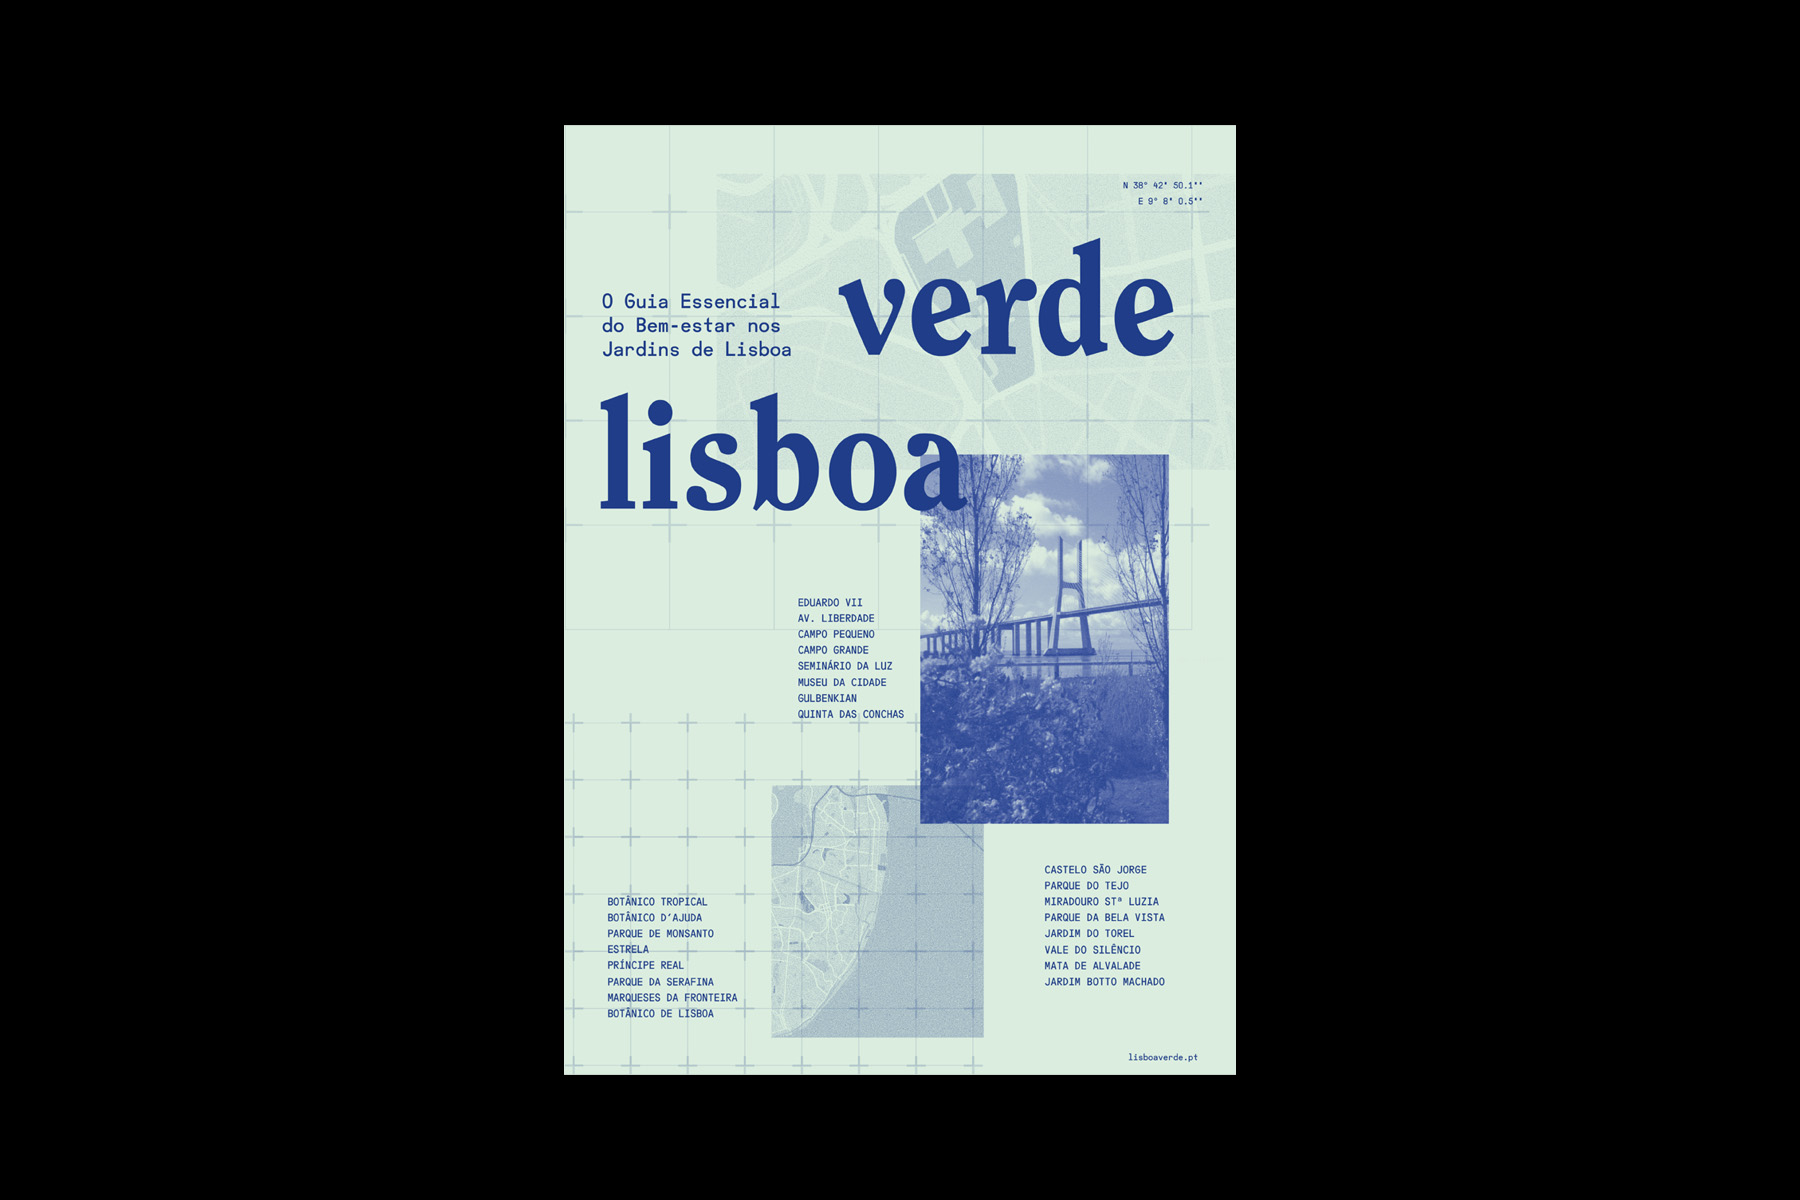 N 38° 42' 50.1''
E 9° 8' 0.5''
verde
O Guia Essencial
do Bem-estar nos
Jardins de Lisboa
lisboa
EDUARDO VII
AV. LIBERDADE
CAMPO PEQUENO
CAMPO GRANDE
SEMINÁRIO DA LUZ
MUSEU DA CIDADE
GULBENKIAN
QUINTA DAS CONCHAS
BOTÂNICO TROPICAL
BOTÂNICO D'AJUDA
PARQUE DE MONSANTO
ESTRELA
PRÍNCIPE REAL
PARQUE DA SERAFINA
MARQUESES DA FRONTEIRA
BOTÂNICO DE LISBOA
CASTELO SÃO JORGE
PARQUE DO TEJO
MIRADOURO STª LUZIA
PARQUE DA BELA VISTA
JARDIM DO TOREL
VALE DO SILÊNCIO
MATA DE ALVALADE
JARDIM BOTTO MACHADO
lisboaverde.pt